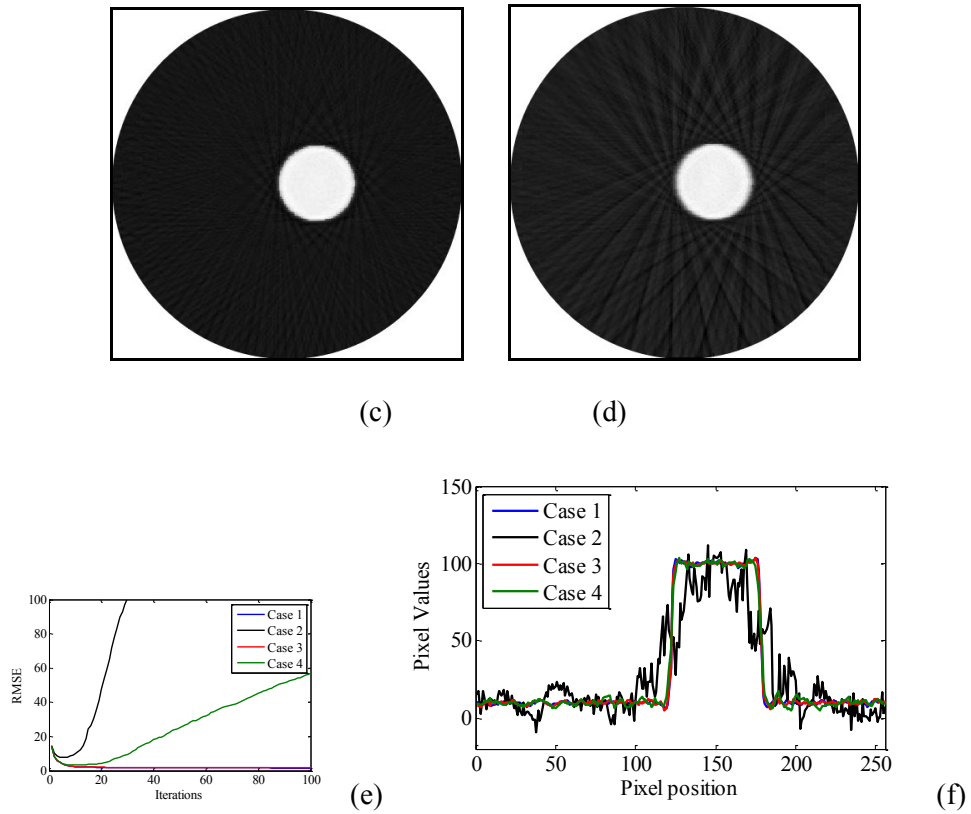 (c)
(d)
150
100
50
0
Pixel Values
Case 1
Case 2
Case 3
Case 4
0
50
100
150
200
250
Pixel position
(f)
100
80
60
40
20
0
RMSE
Case 1
Case 2
Case 3
Case 4
0
20
40
60
80
100
Iterations
(e)